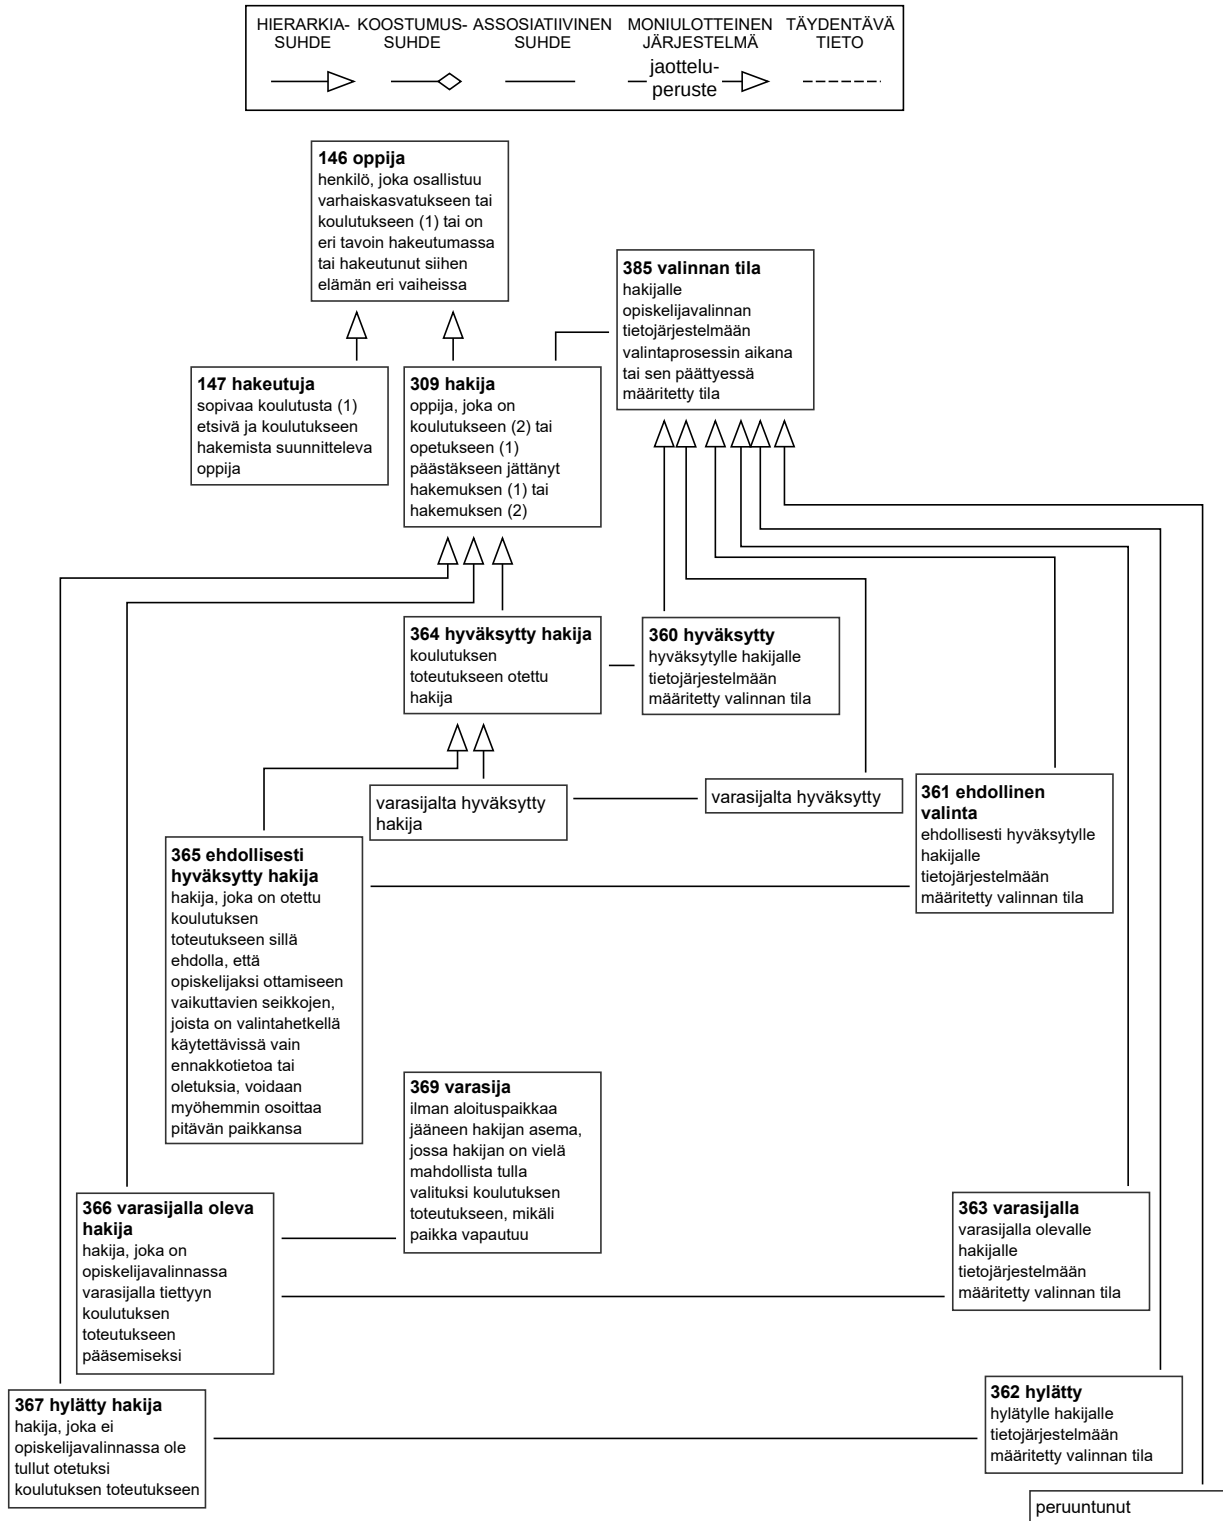 HIERARKIA-
SUHDE
KOOSTUMUS-
SUHDE
ASSOSIATIIVINEN
SUHDE
MONIULOTTEINEN
JÄRJESTELMÄ
jaottelu-
peruste
TÄYDENTÄVÄ
TIETO
146 oppija
henkilö, joka osallistuu
varhaiskasvatukseen tai
koulutukseen (1) tai on
eri tavoin hakeutumassa
tai hakeutunut siihen
elämän eri vaiheissa
385 valinnan tila
hakijalle
opiskelijavalinnan
tietojärjestelmään
valintaprosessin aikana
tai sen päättyessä
määritetty tila
147 hakeutuja
sopivaa koulutusta (1)
etsivä ja koulutukseen
hakemista suunnitteleva
oppija
309 hakija
oppija, joka on
koulutukseen (2) tai
opetukseen (1)
päästäkseen jättänyt
hakemuksen (1) tai
hakemuksen (2)
364 hyväksytty hakija
koulutuksen
toteutukseen otettu
hakija
360 hyväksytty
hyväksytylle hakijalle
tietojärjestelmään
määritetty valinnan tila
varasijalta hyväksytty
hakija
varasijalta hyväksytty
361 ehdollinen
valinta
ehdollisesti hyväksytylle
hakijalle
tietojärjestelmään
määritetty valinnan tila
365 ehdollisesti
hyväksytty hakija
hakija, joka on otettu
koulutuksen
toteutukseen sillä
ehdolla, että
opiskelijaksi ottamiseen
vaikuttavien seikkojen,
joista on valintahetkellä
käytettävissä vain
ennakkotietoa tai
oletuksia, voidaan
myöhemmin osoittaa
pitävän paikkansa
369 varasija
ilman aloituspaikkaa
jääneen hakijan asema,
jossa hakijan on vielä
mahdollista tulla
valituksi koulutuksen
toteutukseen, mikäli
paikka vapautuu
366 varasijalla oleva
hakija
hakija, joka on
opiskelijavalinnassa
varasijalla tiettyyn
koulutuksen
toteutukseen
pääsemiseksi
363 varasijalla
varasijalla olevalle
hakijalle
tietojärjestelmään
määritetty valinnan tila
367 hylätty hakija
hakija, joka ei
opiskelijavalinnassa ole
tullut otetuksi
koulutuksen toteutukseen
362 hylätty
hylätylle hakijalle
tietojärjestelmään
määritetty valinnan tila
peruuntunut